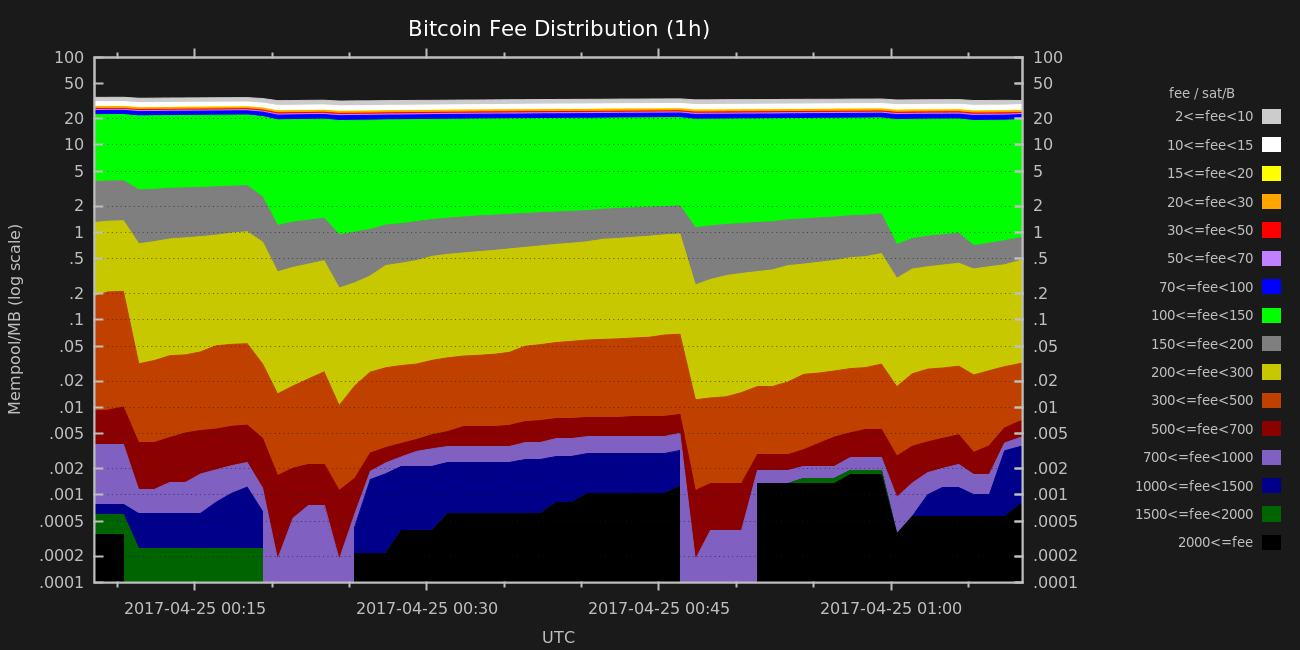 Bitcoin Fee Distribution (1h)
100
50
20
10
5
2
1
.5
.2
.1
.05
.02
.01
.005
.002
.001
.0005
.0002
.0001
Mempool/MB (log scale)
100
50
20
10
5
2
1
.5
.2
.1
.05
.02
.01
.005
.002
.001
.0005
.0002
.0001
2017-04-25 00:15 2017-04-25 00:30 2017-04-25 00:45 2017-04-25 01:00
UTC
fee / sat/B
2<=fee<10
10<=fee<15
15<=fee<20
20<=fee<30
30<=fee<50
50<=fee<70
70<=fee<100
100<=fee<150
150<=fee<200
200<=fee<300
300<=fee<500
500<=fee<700
700<=fee<1000
1000<=fee<1500
1500<=fee<2000
2000<=fee